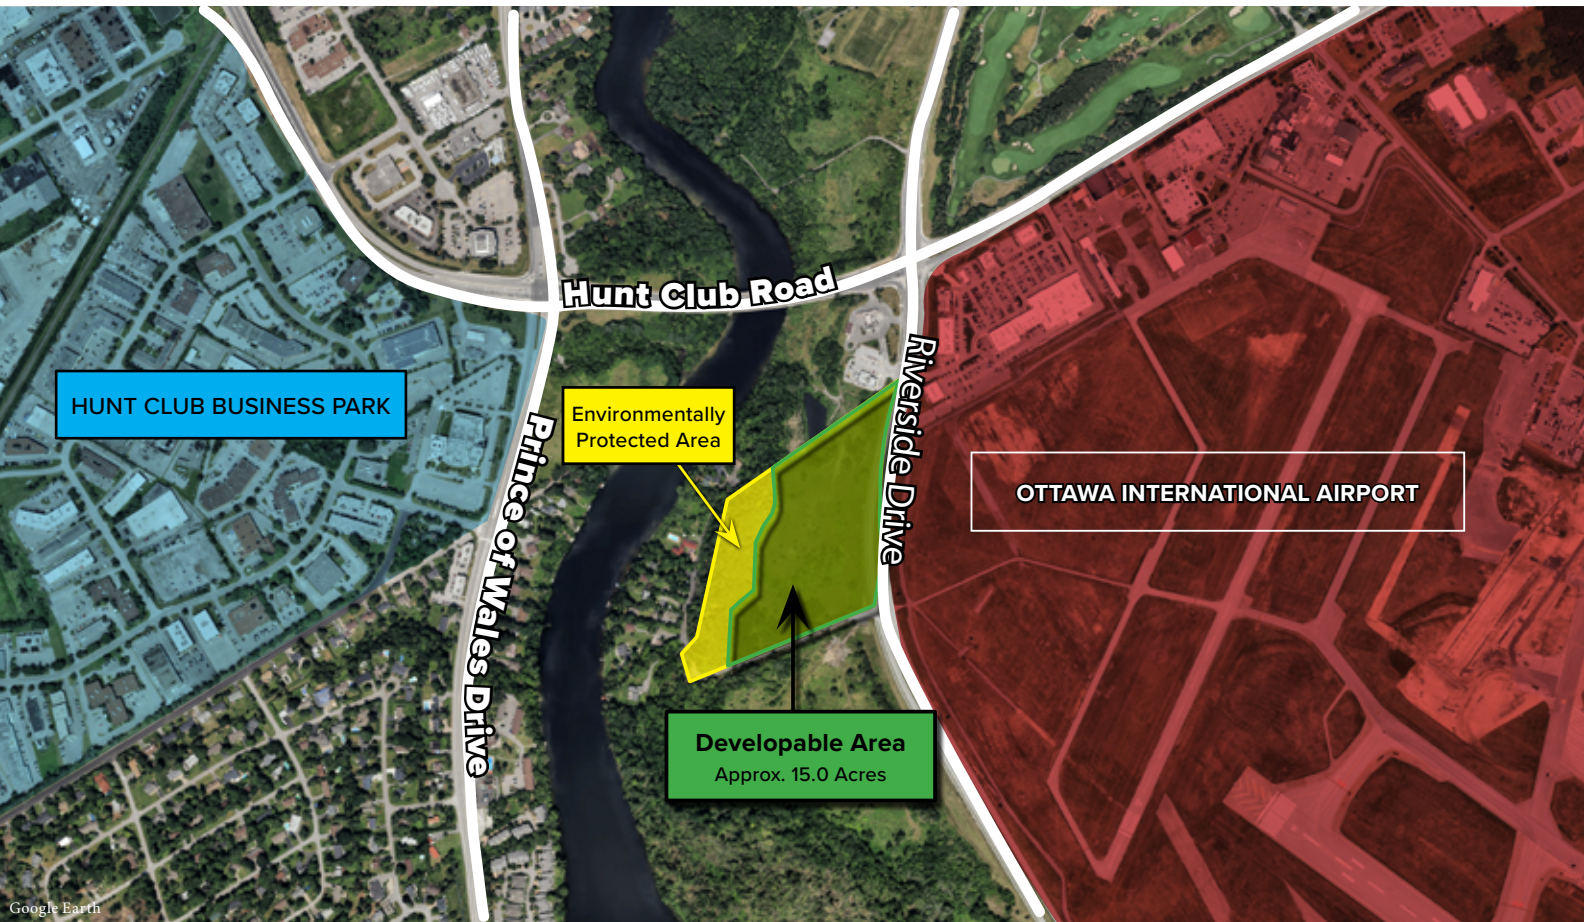 Hunt Club Road
Riverside Drive
HUNT CLUB BUSINESS PARK
Environmentally
Protected Area
Prince of Wales Drive
OTTAWA INTERNATIONAL AIRPORT
Developable Area
Approx. 15.0 Acres
Google Earth